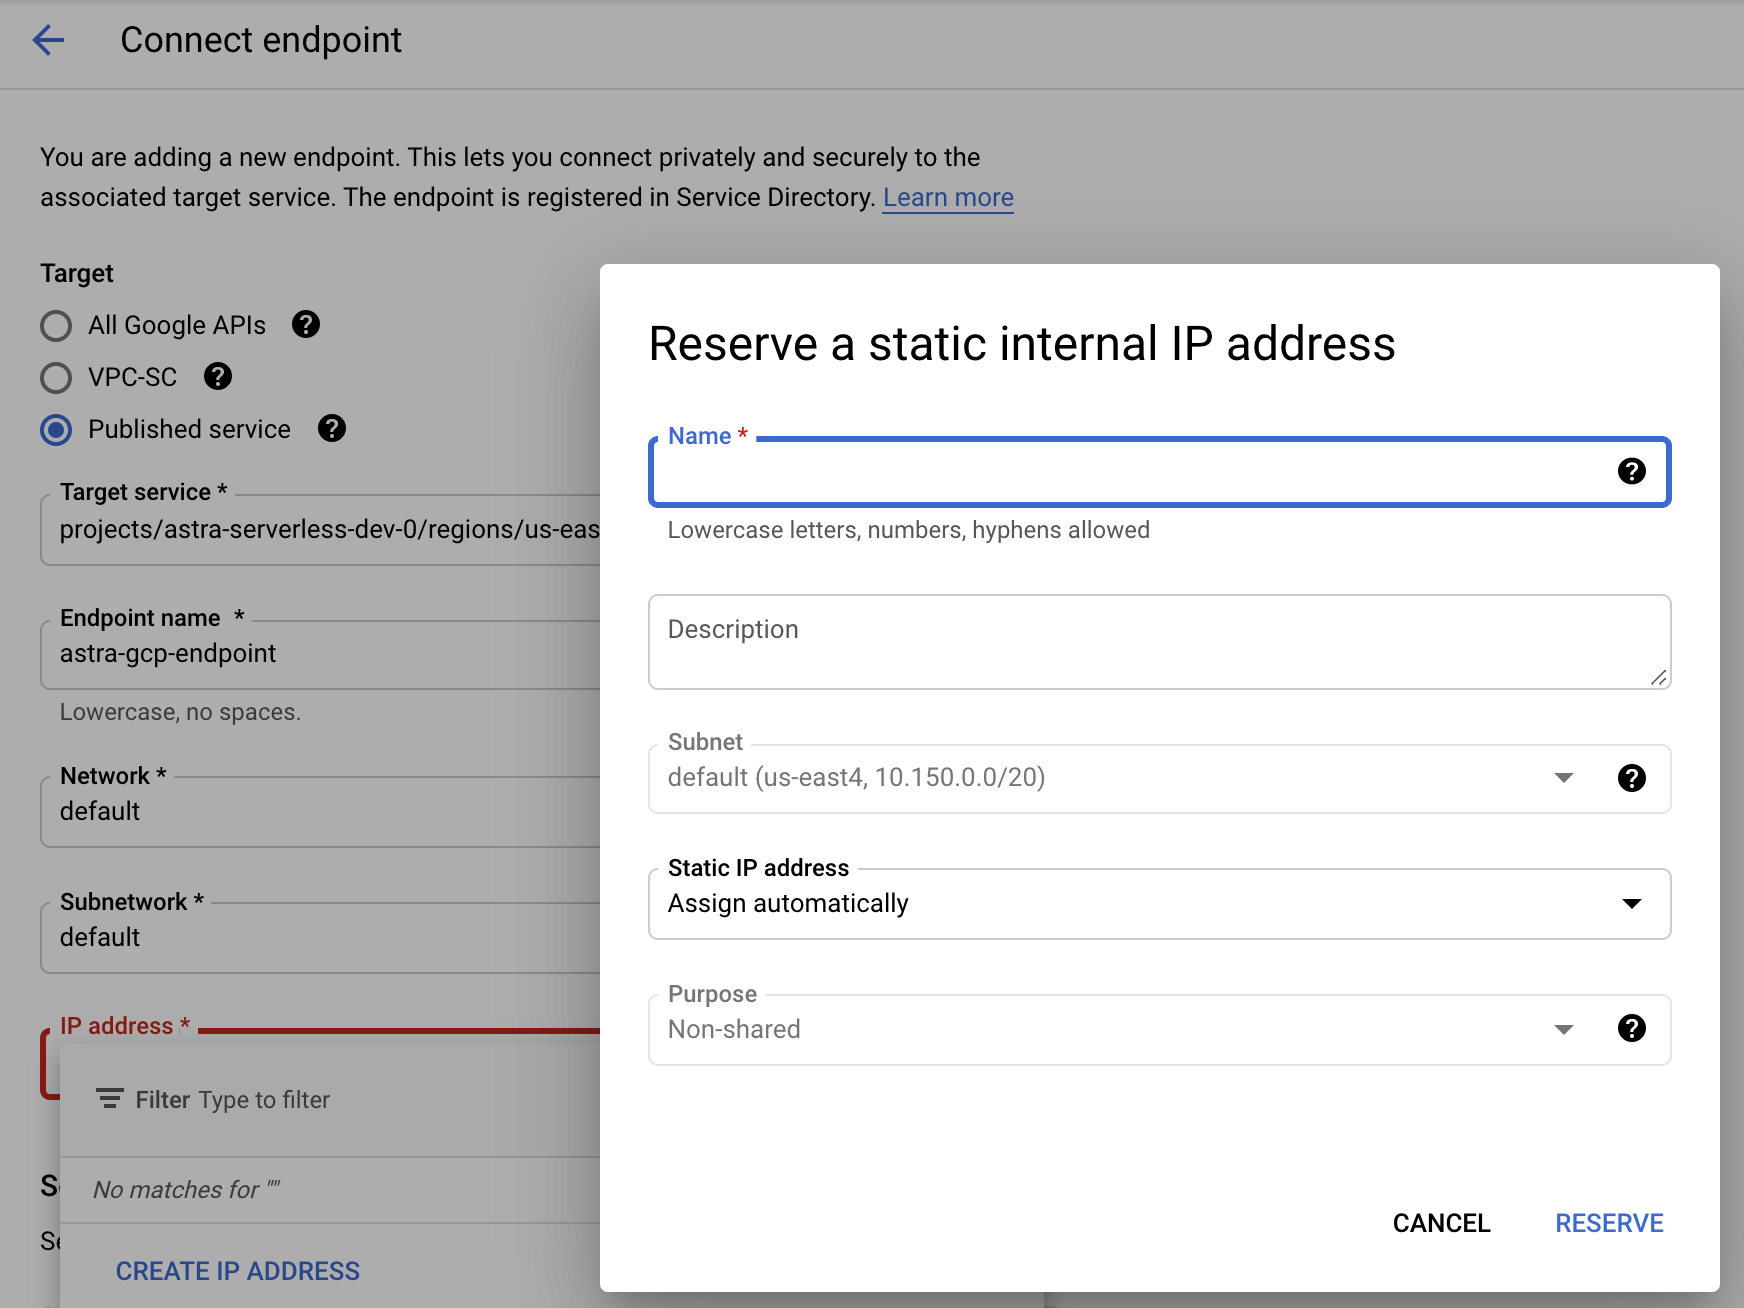 Connect endpoint
You are adding a new endpoint. This lets you connect privately and securely to the
associated target service. The endpoint is registered in Service Directory. Learn more
Target
All Google APIs
VPC-SC
Published service
Target service *
projects/astra-serverless-dev-0/regions/us-eas
Endpoint name *
astra-gcp-endpoint
Lowercase, no spaces.
Network *
default
Subnetwork *
default
IP address *
Filter Type to filter
No matches for ""
CREATE IP ADDRESS
Reserve a static internal IP address
Name *
Lowercase letters, numbers, hyphens allowed
Description
Subnet
default (us-east4, 10.150.0.0/20)
Static IP address
Assign automatically
Purpose
Non-shared
CANCEL
RESERVE